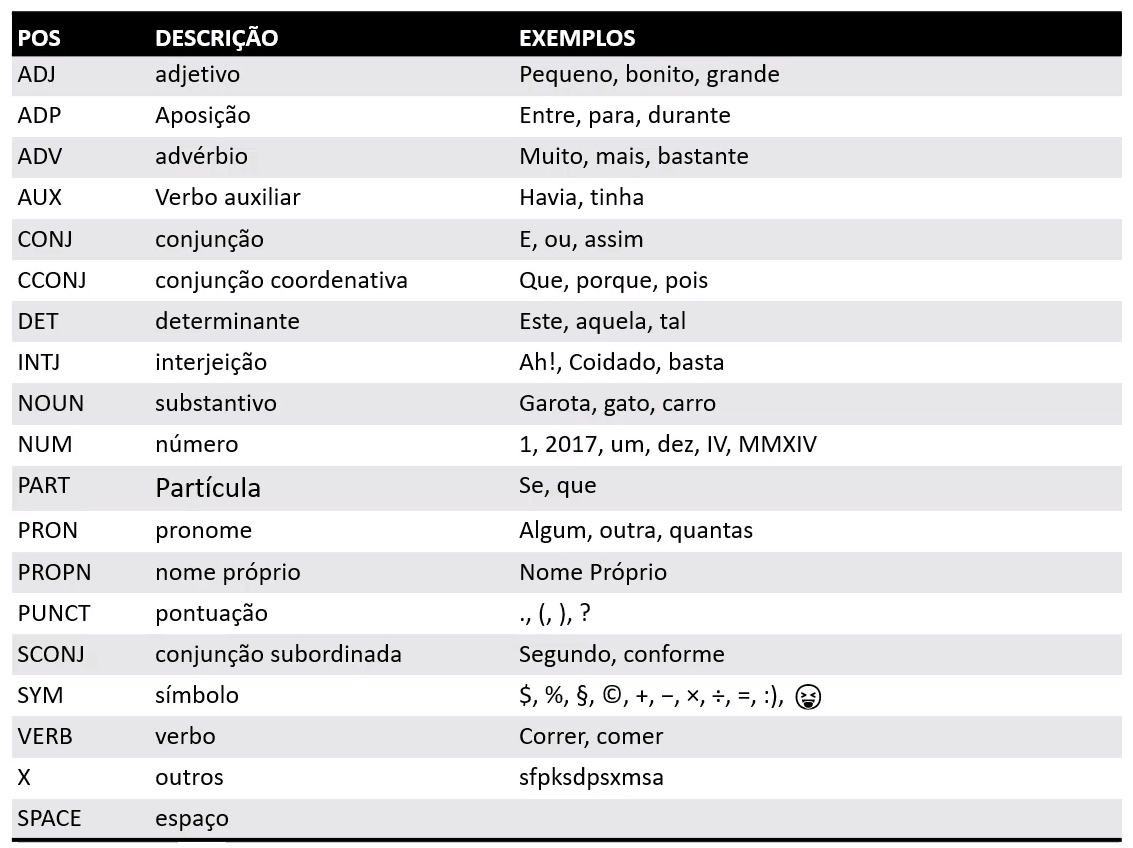 POS DESCRIÇÃO EXEMPLOS
ADJ adjetivo Pequeno, bonito, grande
ADP Aposição Entre, para, durante
ADV advérbio Muito, mais, bastante
AUX Verbo auxiliar Havia, tinha
CONJ conjunção E, ou, assim
CCONJ conjunção coordenativa Que, porque, pois
DET determinante Este, aquela, tal
INTJ interjeição Ah!, Coidado, basta
NOUN substantivo Garota, gato, carro
NUM número 1, 2017, um, dez, IV, MMXIV
PART Partícula Se, que
PRON pronome Algum, outra, quantas
PROPN nome próprio Nome Próprio
PUNCT pontuação ., (, ), ?
SCONJ conjunção subordinada Segundo, conforme
SYM símbolo $, %, §, ©, +, −, ×, ÷, =, :), 😝
VERB verbo Correr, comer
X outros sfpksdpsxmsa
SPACE espaço